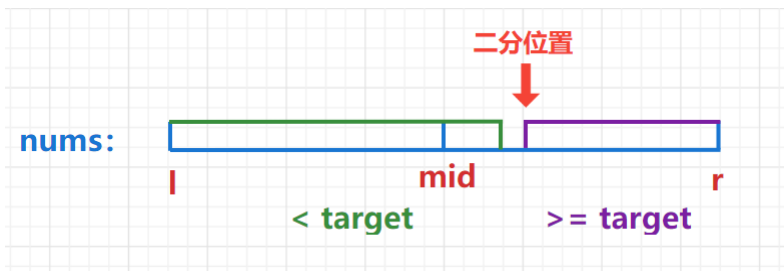 二分位置
nums:
l
mid
r
< target
>= target